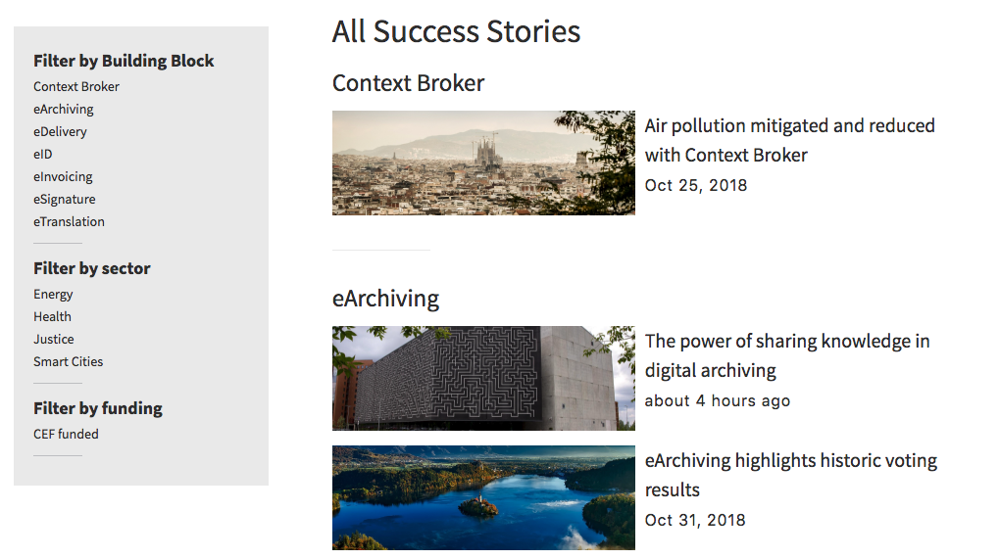 Filter by Building Block
Context Broker
eArchiving
eDelivery
eID
eInvoicing
eSignature
eTranslation
Filter by sector
Energy
Health
Justice
Smart Cities
Filter by funding
CEF funded
All Success Stories
Context Broker
Air pollution mitigated and reduced
with Context Broker
Oct 25, 2018
eArchiving
The power of sharing knowledge in
digital archiving
about 4 hours ago
eArchiving highlights historic voting
results
Oct 31, 2018